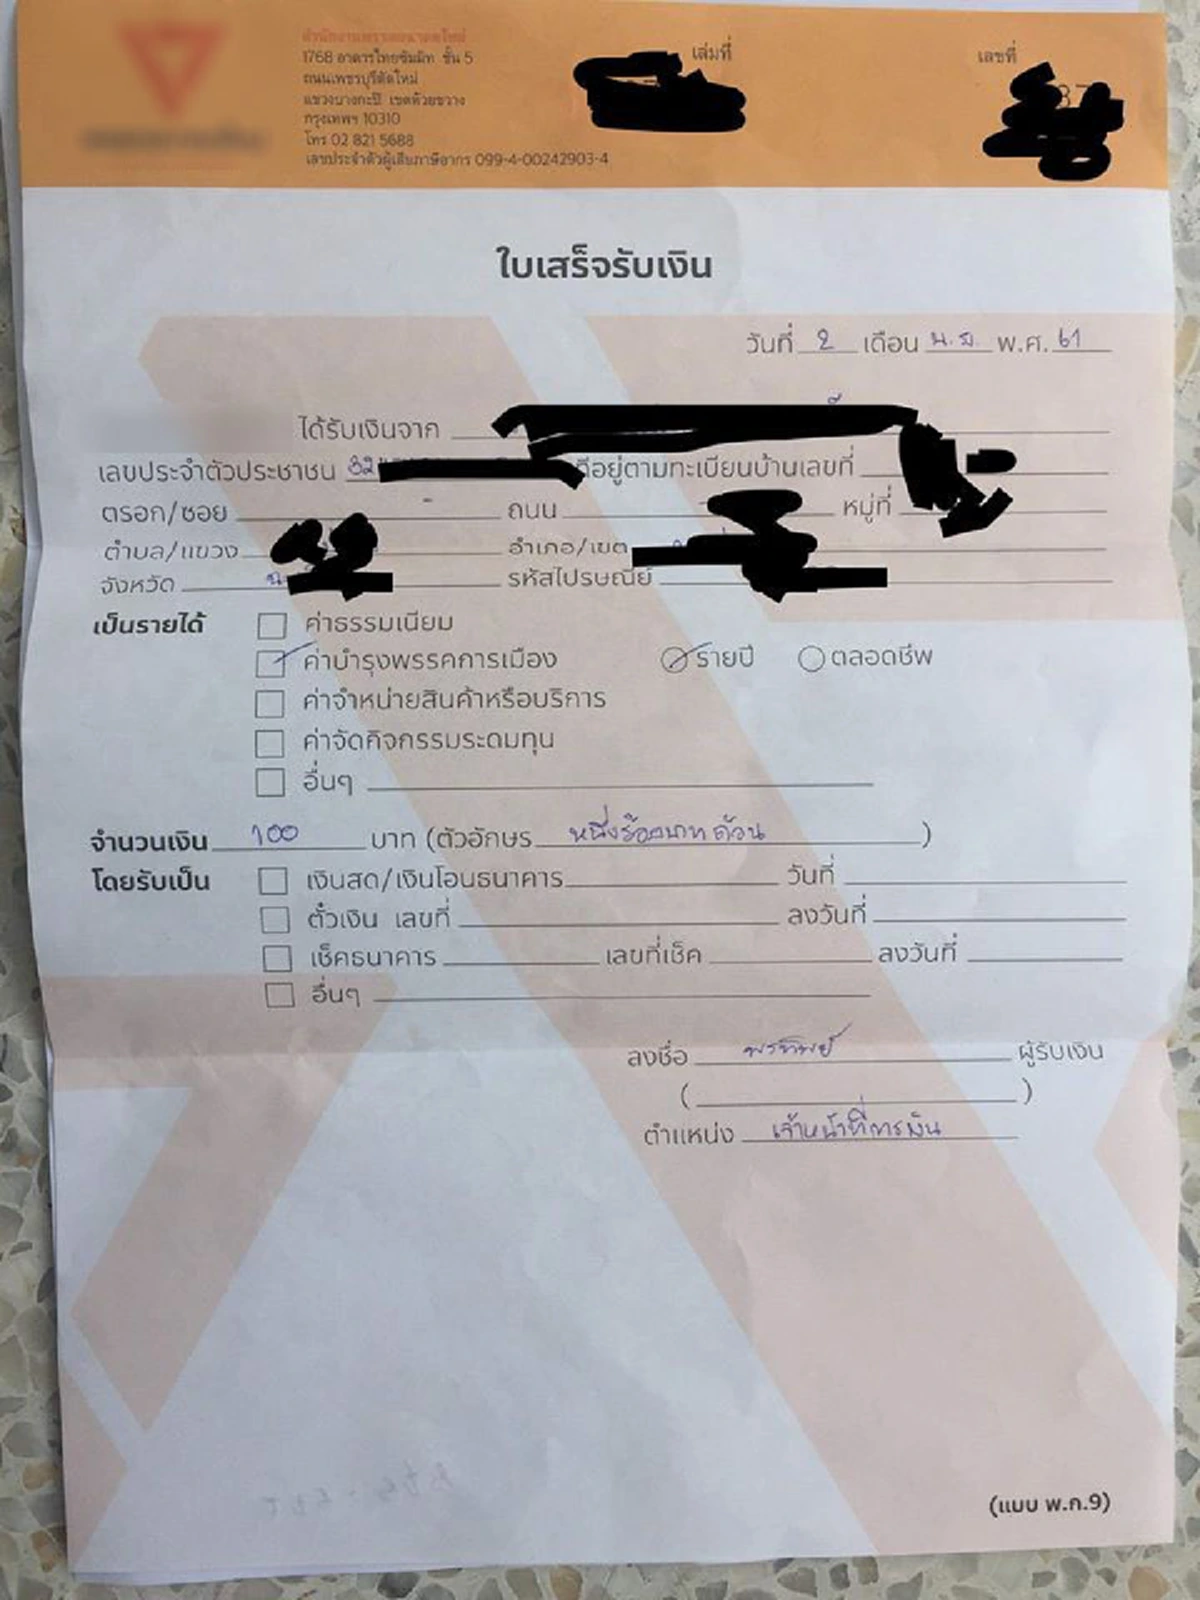 1768 อาคารไทยซัมมิท ชั้น 5
ถนนเพชรบุรีตัดใหม่
แขวงบางกะปิ เขตห้วยขวาง
กรุงเทพฯ 10310
โทร 02 821 5688
เลขประจำตัวผู้เสียภาษีอากร 099-4-00242903-4
เล่มที่
เลขที่
ใบเสร็จรับเงิน
วันที่ 2 เดือน พ.ย. พ.ศ. 61
ได้รับเงินจาก
เลขประจำตัวประชาชน ที่อยู่ตามทะเบียนบ้านเลขที่
ตรอก/ซอย - ถนน หมู่ที่
ตำบล/แขวง อำเภอ/เขต
จังหวัด รหัสไปรษณีย์
เป็นรายได้ ค่าธรรมเนียม
ค่าบำรุงพรรคการเมือง รายปี ตลอดชีพ
ค่าจำหน่ายสินค้าหรือบริการ
ค่าจัดกิจกรรมระดมทุน
อื่นๆ
จำนวนเงิน 100 บาท (ตัวอักษร หนึ่งร้อยบาทถ้วน )
โดยรับเป็น เงินสด/เงินโอนธนาคาร วันที่
ตั๋วเงิน เลขที่ ลงวันที่
เช็คธนาคาร เลขที่เช็ค ลงวันที่
อื่นๆ
ลงชื่อ พรทิพย์ ผู้รับเงิน
( )
ตำแหน่ง เจ้าหน้าที่การเงิน
(แบบ พ.ก.9)